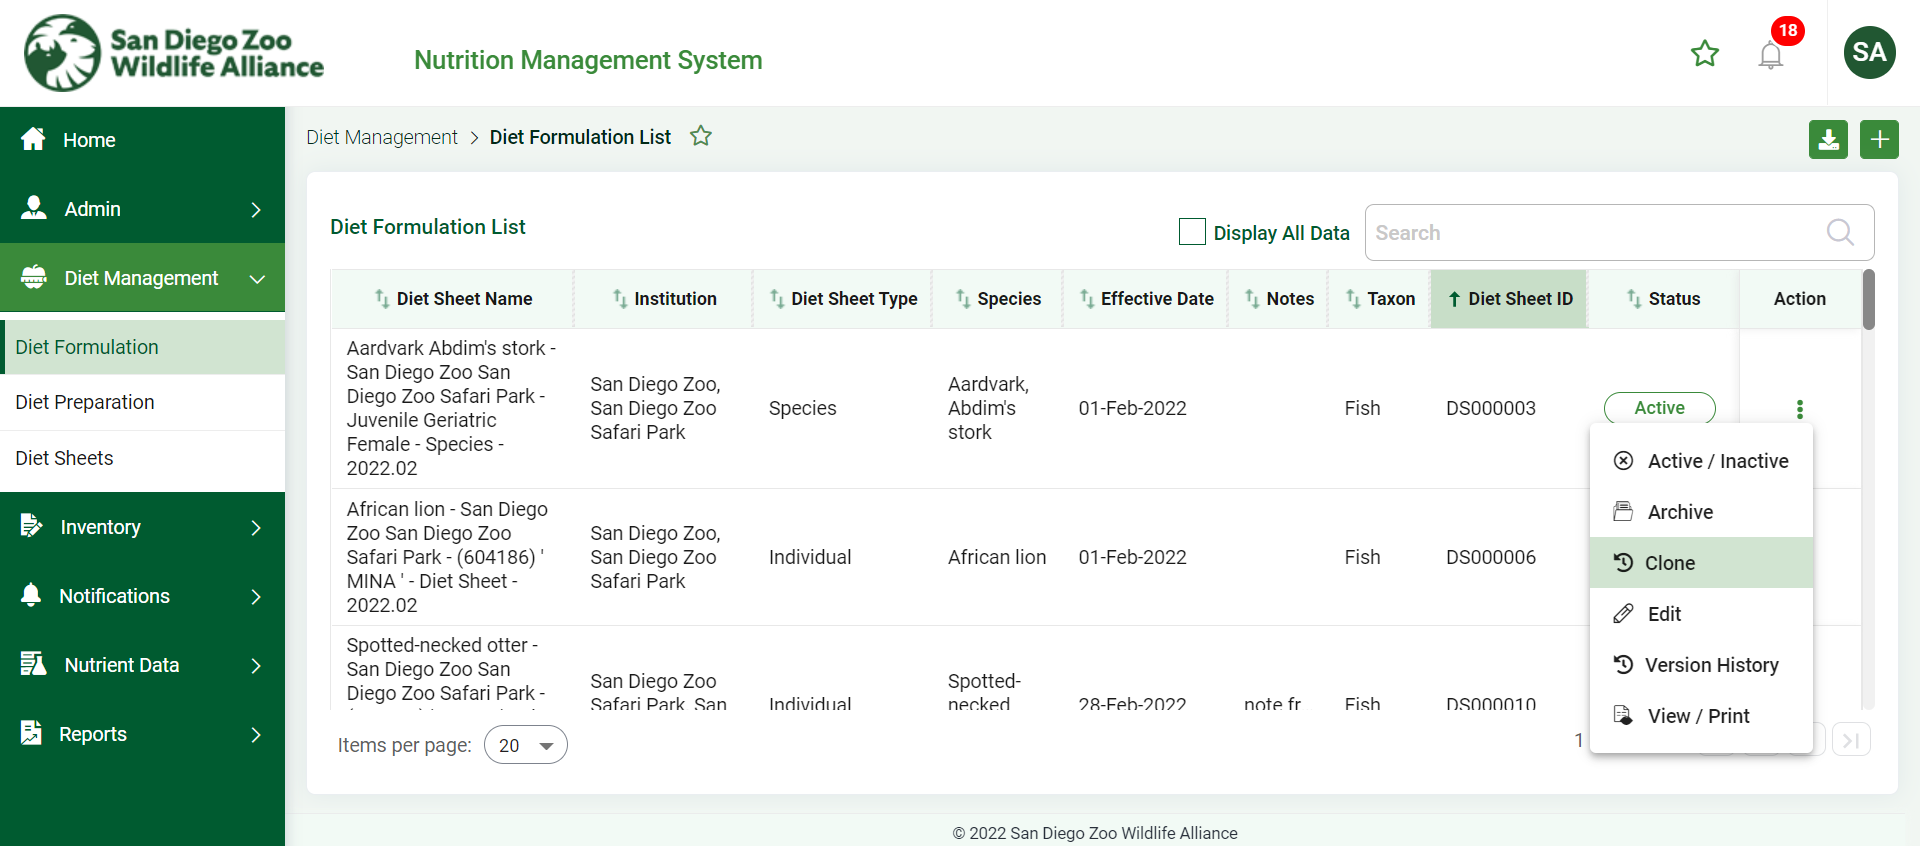 San Diego Zoo
Wildlife Alliance
Nutrition Management System
18
SA
Home
Admin
Diet Management
Diet Formulation
Diet Preparation
Diet Sheets
Inventory
Notifications
Nutrient Data
Reports
Diet Management > Diet Formulation List
Diet Formulation List
Display All Data
Search
Diet Sheet Name Institution Diet Sheet Type Species Effective Date Notes Taxon Diet Sheet ID Status Action
Aardvark Abdim's stork -
San Diego Zoo San
Diego Zoo Safari Park -
Juvenile Geriatric
Female - Species -
2022.02
San Diego Zoo,
San Diego Zoo
Safari Park
Species
Aardvark,
Abdim's
stork
01-Feb-2022
Fish
DS000003
Active
African lion - San Diego
Zoo San Diego Zoo
Safari Park - (604186) '
MINA ' - Diet Sheet -
2022.02
San Diego Zoo,
San Diego Zoo
Safari Park
Individual
African lion
01-Feb-2022
Fish
DS000006
Spotted-necked otter -
San Diego Zoo San
Diego Zoo Safari Park -
San Diego Zoo
Safari Park, San
Individual
Spotted-
necked
28-Feb-2022
note fr
Fish
DS000010
Active / Inactive
Archive
Clone
Edit
Version History
View / Print
Items per page: 20
1
© 2022 San Diego Zoo Wildlife Alliance